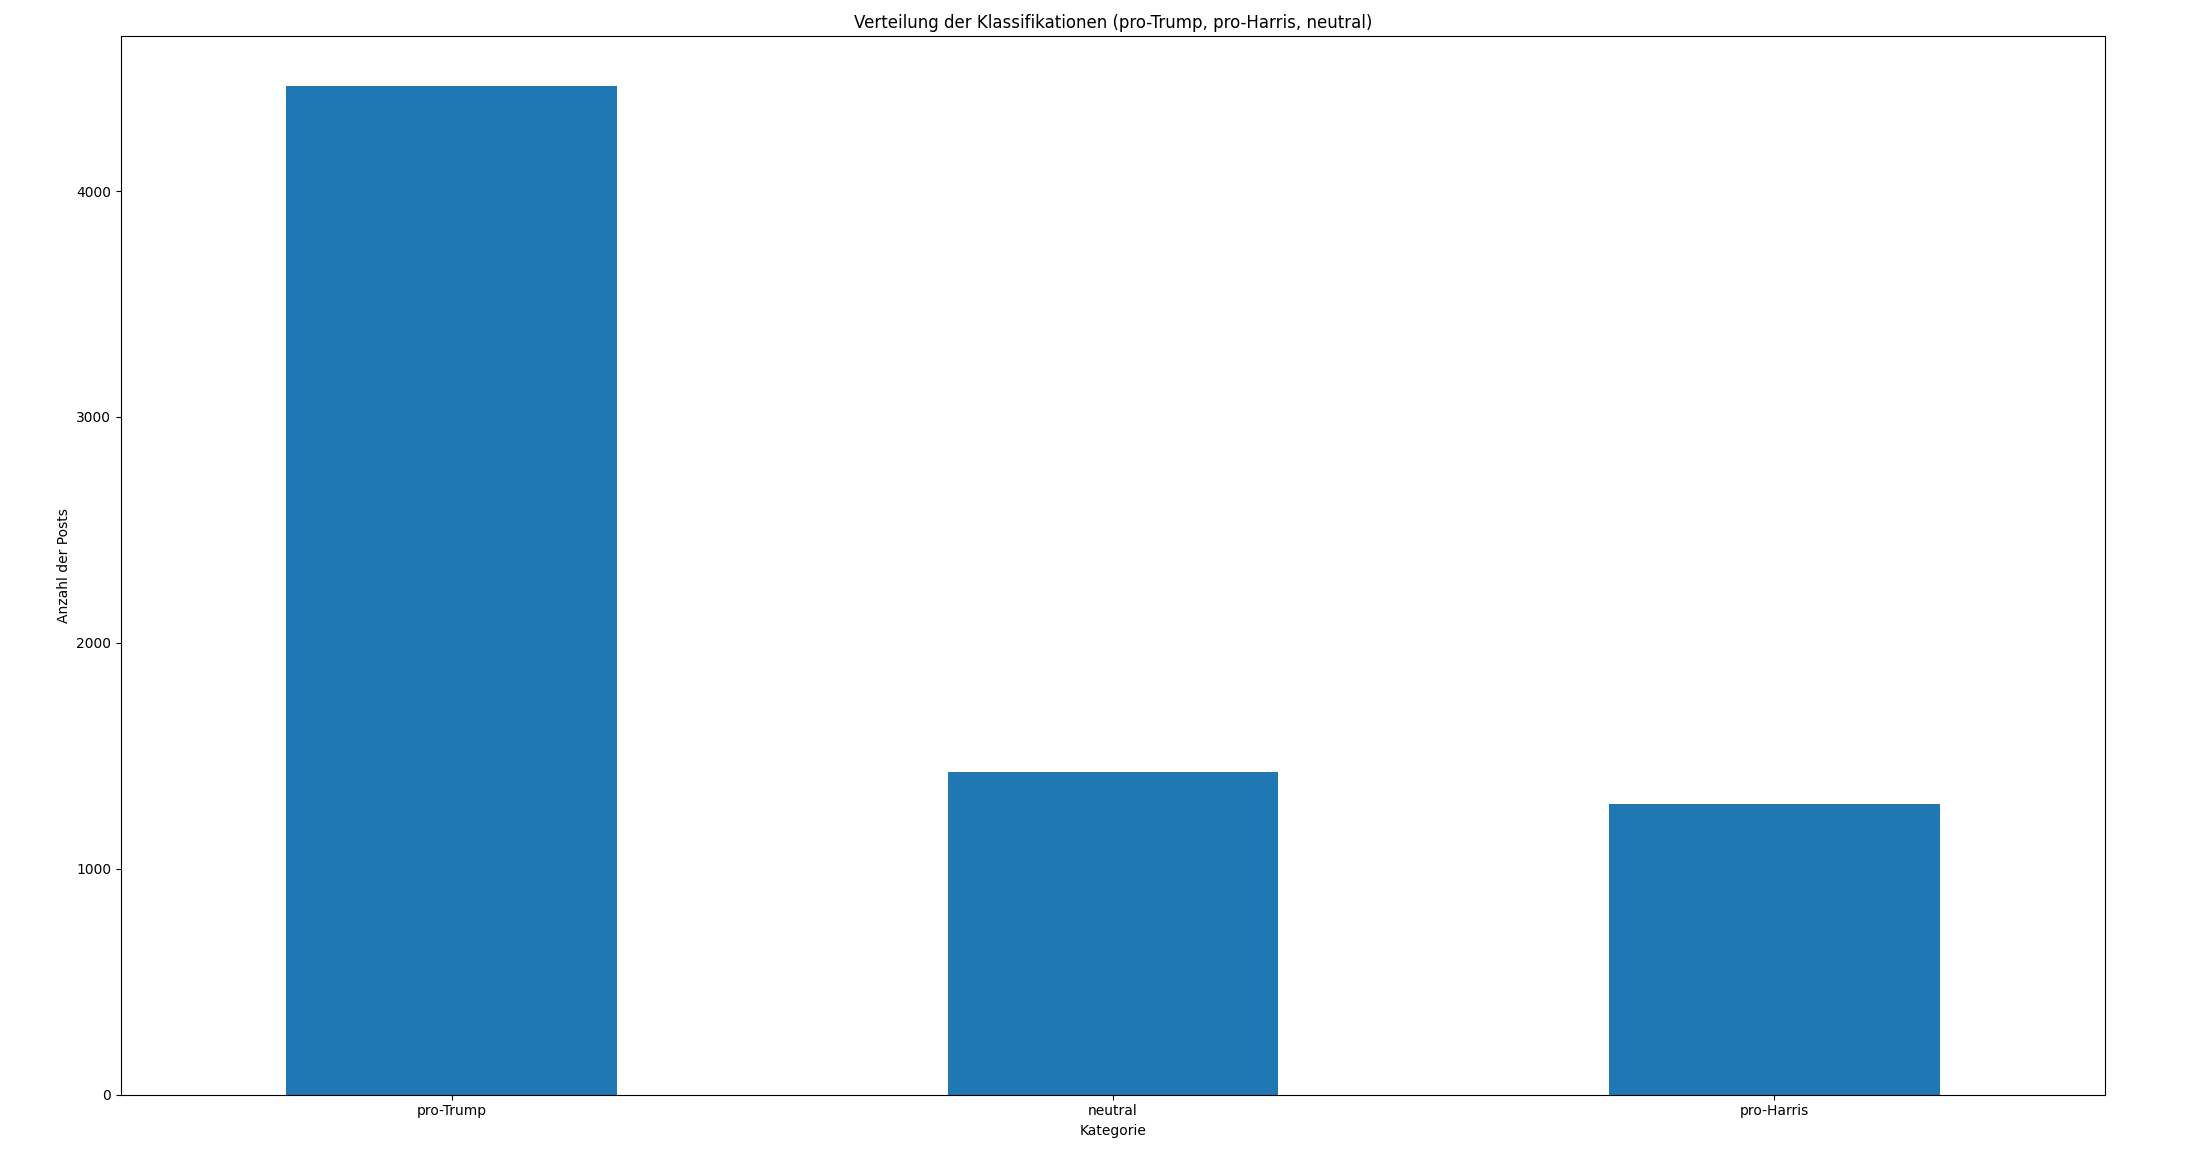 Verteilung der Klassifikationen (pro-Trump, pro-Harris, neutral)
4000
3000
2000
1000
0
Anzahl der Posts
pro-Trump
neutral
pro-Harris
Kategorie